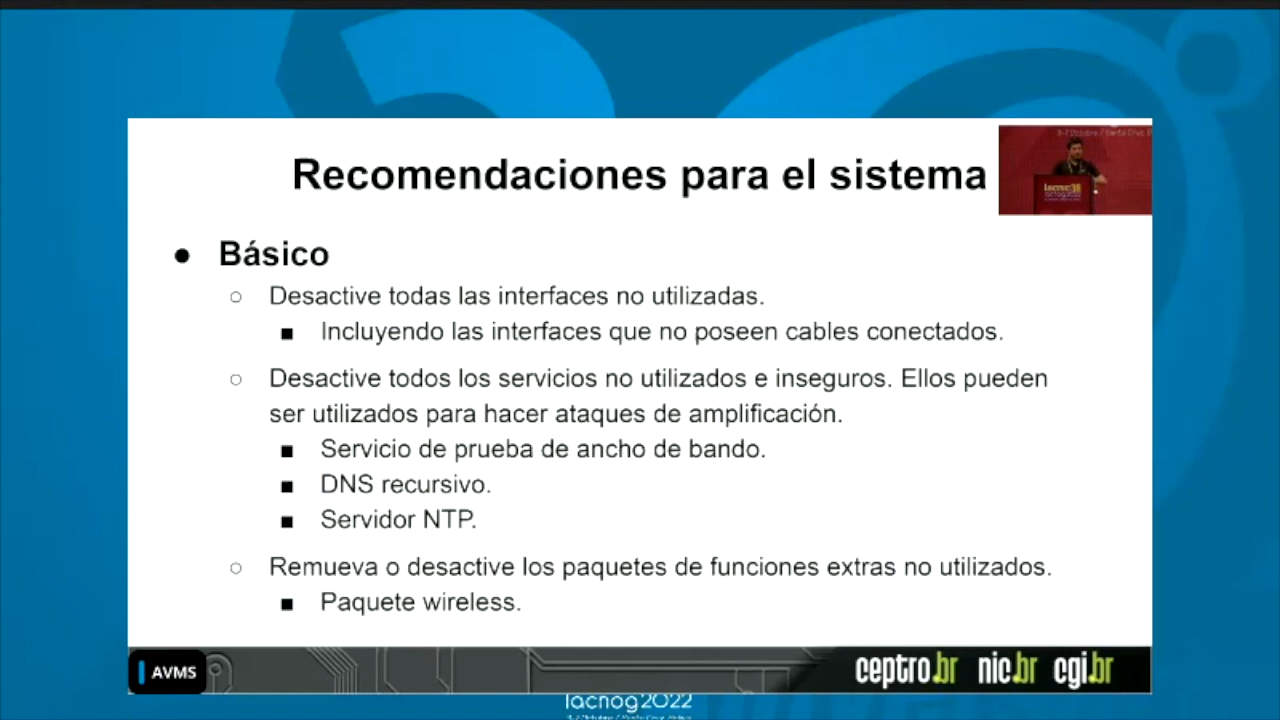 Recomendaciones para el sistema
● Básico
○ Desactive todas las interfaces no utilizadas.
■ Incluyendo las interfaces que no poseen cables conectados.
○ Desactive todos los servicios no utilizados e inseguros. Ellos pueden
ser utilizados para hacer ataques de amplificación.
■ Servicio de prueba de ancho de bando.
■ DNS recursivo.
■ Servidor NTP.
○ Remueva o desactive los paquetes de funciones extras no utilizados.
■ Paquete wireless.
AVMS
ceptro.br nic.br cgi.br
lacnog2022